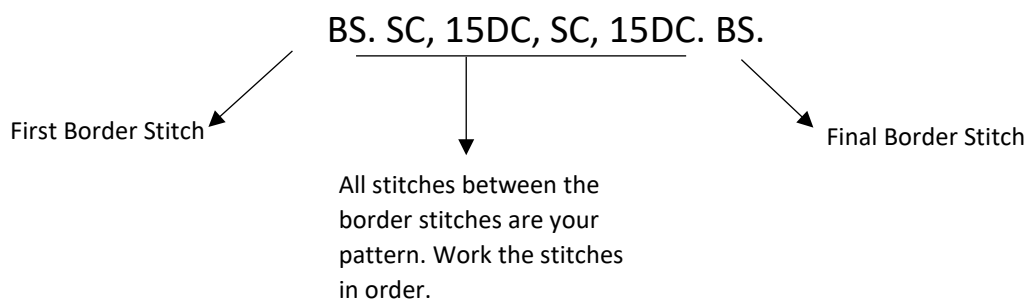 BS. SC, 15DC, SC, 15DC. BS.
First Border Stitch
Final Border Stitch
All stitches between the
border stitches are your
pattern. Work the stitches
in order.